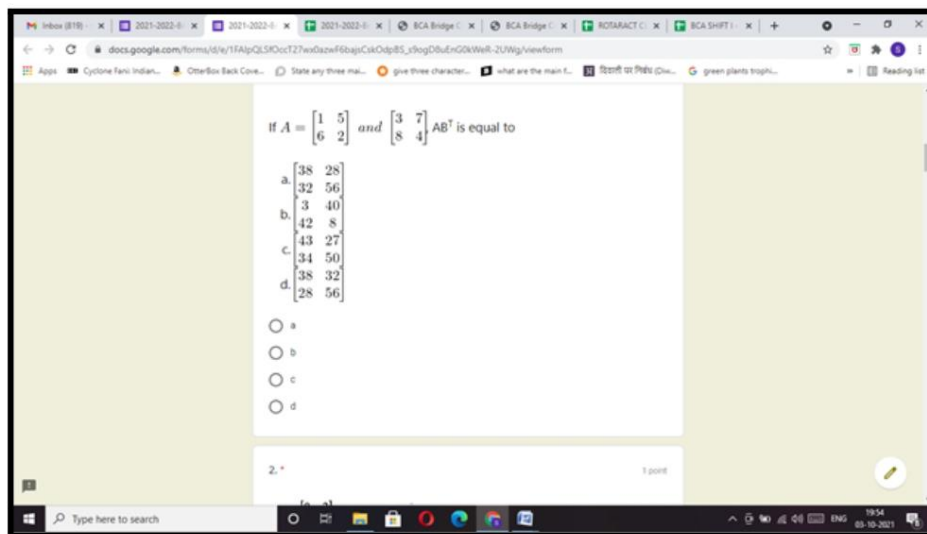 Inbox (819) -
2021-2022-B
2021-2022-B
2021-2022-B
BCA Bridge C
BCA Bridge C
ROTARACT C
BCA SHIFT I -
docs.google.com/forms/d/e/
/viewform
Apps
Cyclone Fani: Indian...
OtterBox Back Cove...
State any three mai...
give three character...
what are the main f...
(Diw...
green plants trophi...
Reading list
If A = [1 5 and [3 7 , ABᵀ is equal to
6 2] 8 4]
a. [38 28
32 56]
b. [3 40
42 8]
c. [43 27
34 50]
d. [38 32
28 56]
a
b
c
d
2. *
1 point
Type here to search
ENG
19:54
03-10-2021